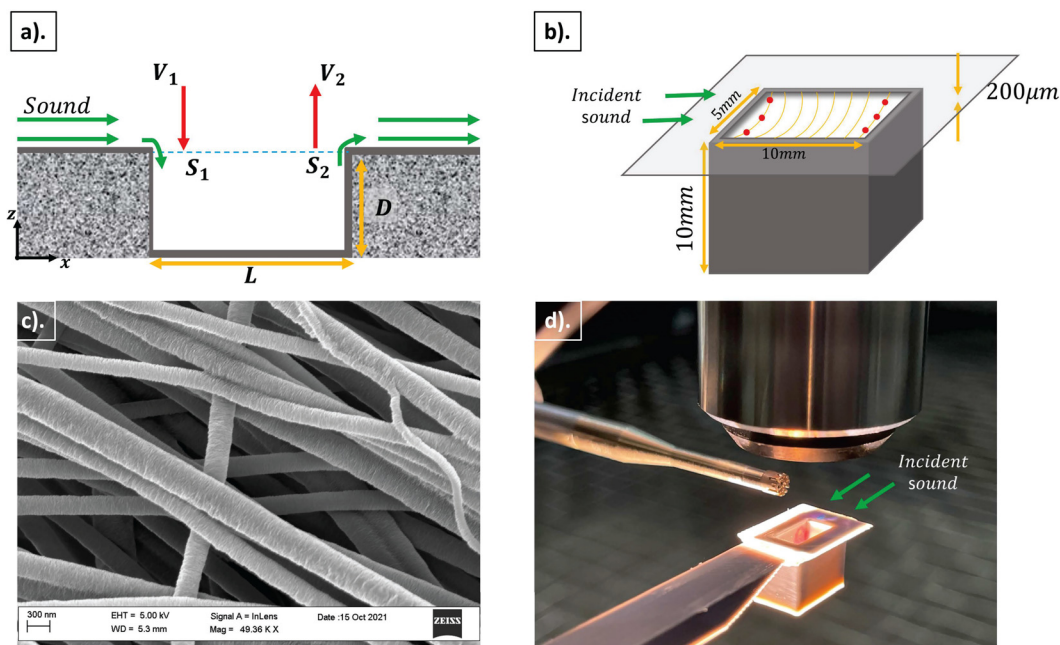 a).
V₁
V₂
Sound
S₁
S₂
D
z
x
L
b).
Incident
sound
5mm
200μm
10mm
10mm
c).
300 nm
EHT = 5.00 kV
Signal A = InLens
Date :15 Oct 2021
WD = 5.3 mm
Mag = 49.36 K X
ZEISS
d).
Incident
sound